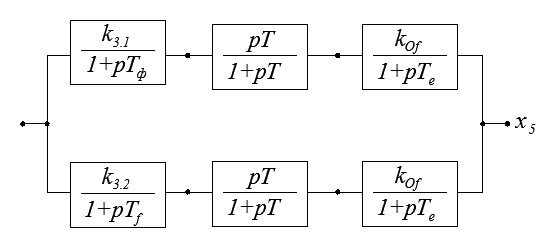 k3.1 / 1+pTф
pT / 1+pT
kOf / 1+pTe
x5
k3.2 / 1+pTf
pT / 1+pT
kOf / 1+pTe